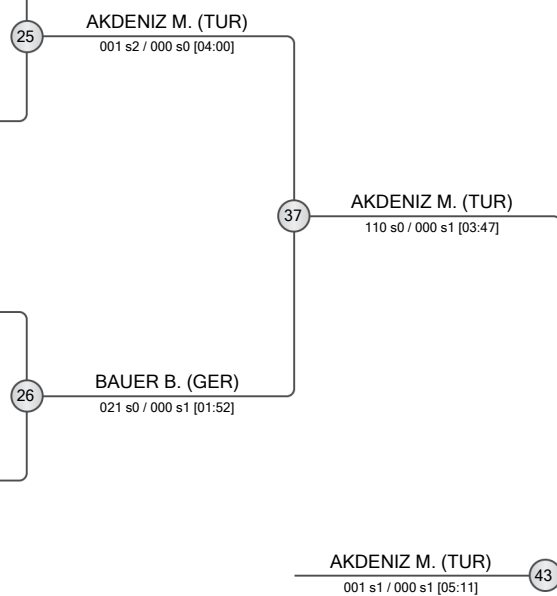 AKDENIZ M. (TUR)
25
001 s2 / 000 s0 [04:00]
AKDENIZ M. (TUR)
37
110 s0 / 000 s1 [03:47]
BAUER B. (GER)
26
021 s0 / 000 s1 [01:52]
AKDENIZ M. (TUR)
43
001 s1 / 000 s1 [05:11]